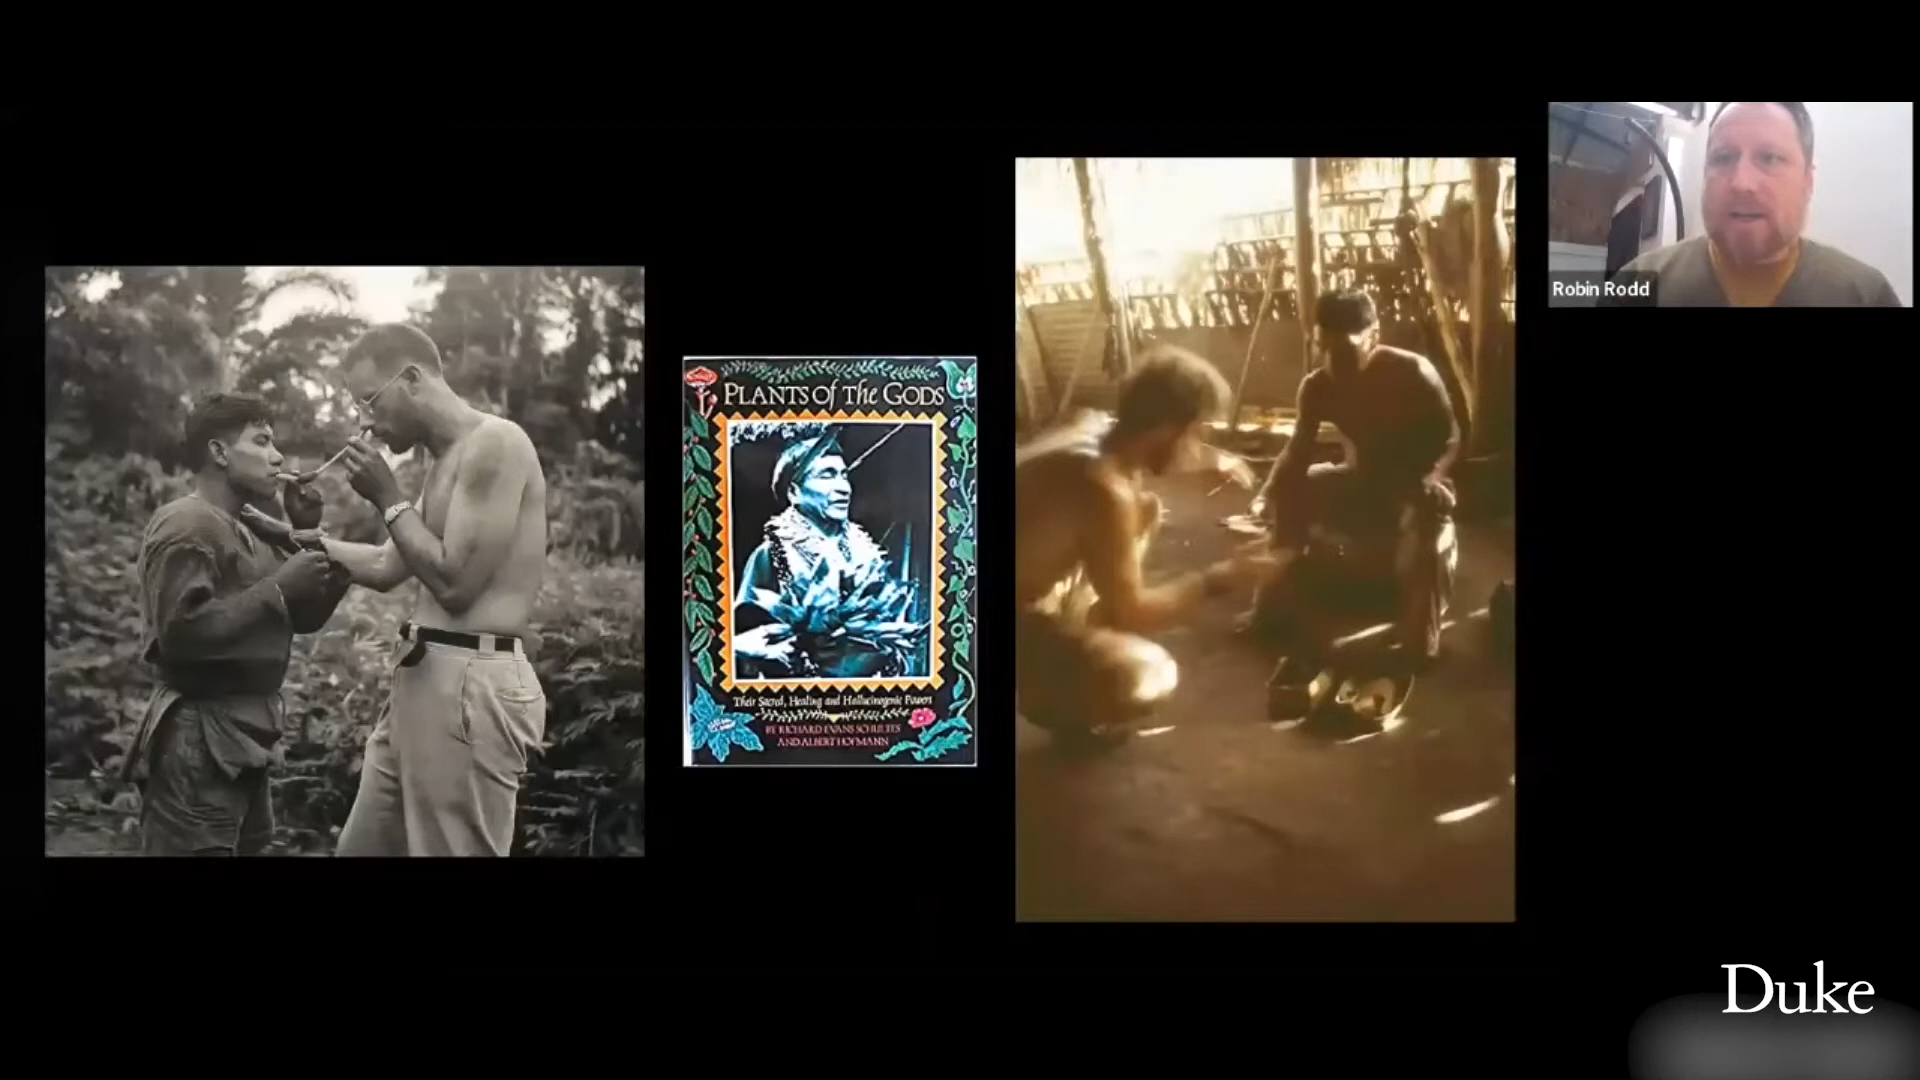 PLANTS of The GODS
Their Sacred, Healing and Hallucinogenic Powers
BY RICHARD EVANS SCHULTES
AND ALBERT HOFMANN
Robin Rodd
Duke